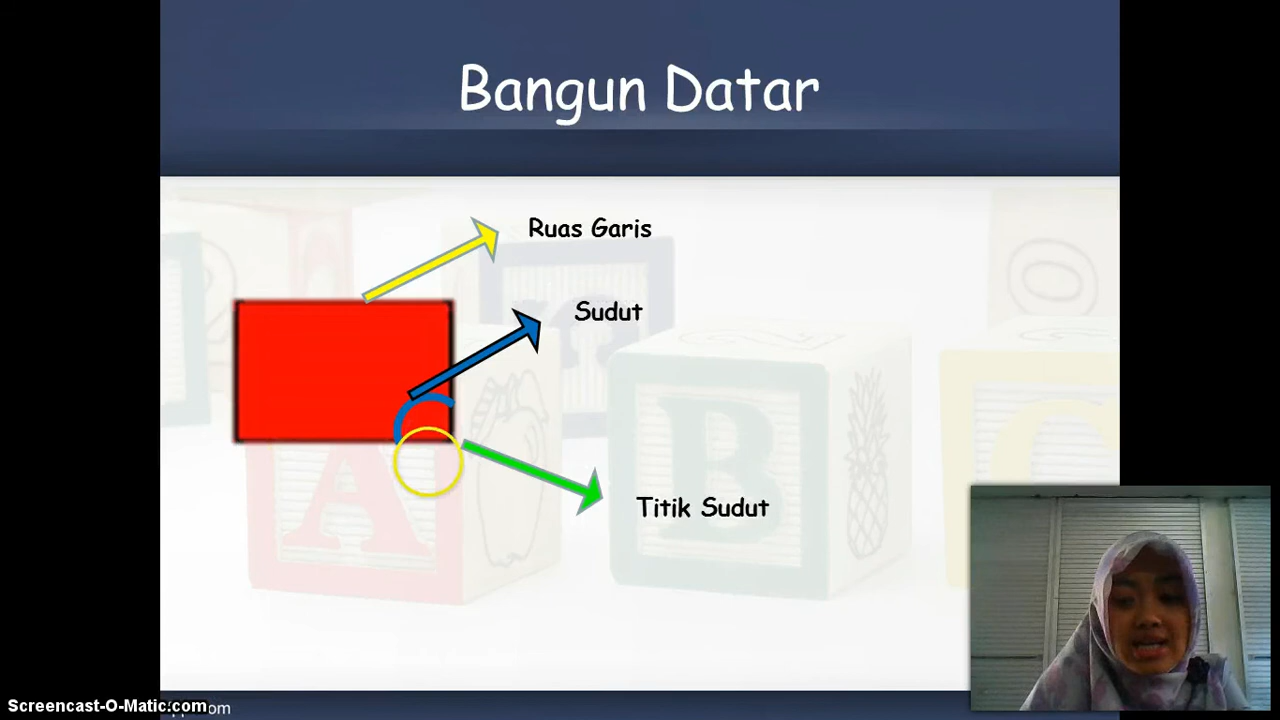 Bangun Datar
Ruas Garis
Sudut
Titik Sudut
A
B
C
Screencast-O-Matic.com